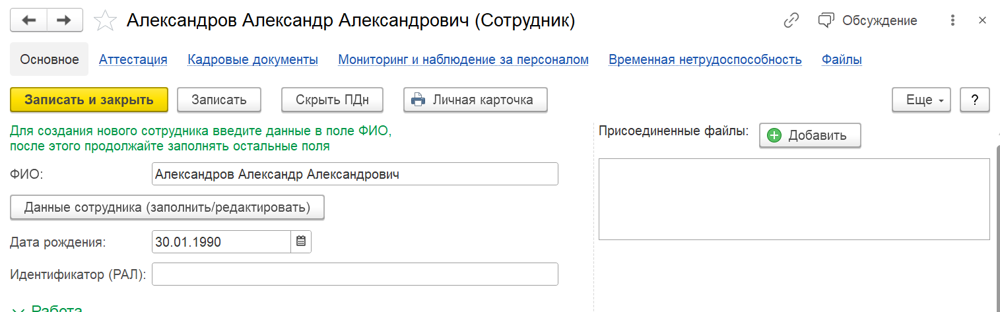 Александров Александр Александрович (Сотрудник)
Обсуждение
Основное Аттестация Кадровые документы Мониторинг и наблюдение за персоналом Временная нетрудоспособность Файлы
Записать и закрыть Записать Скрыть ПДн Личная карточка Еще ?
Для создания нового сотрудника введите данные в поле ФИО,
после этого продолжайте заполнять остальные поля
ФИО: Александров Александр Александрович
Данные сотрудника (заполнить/редактировать)
Дата рождения: 30.01.1990
Идентификатор (РАЛ):
Работа
Присоединенные файлы: Добавить